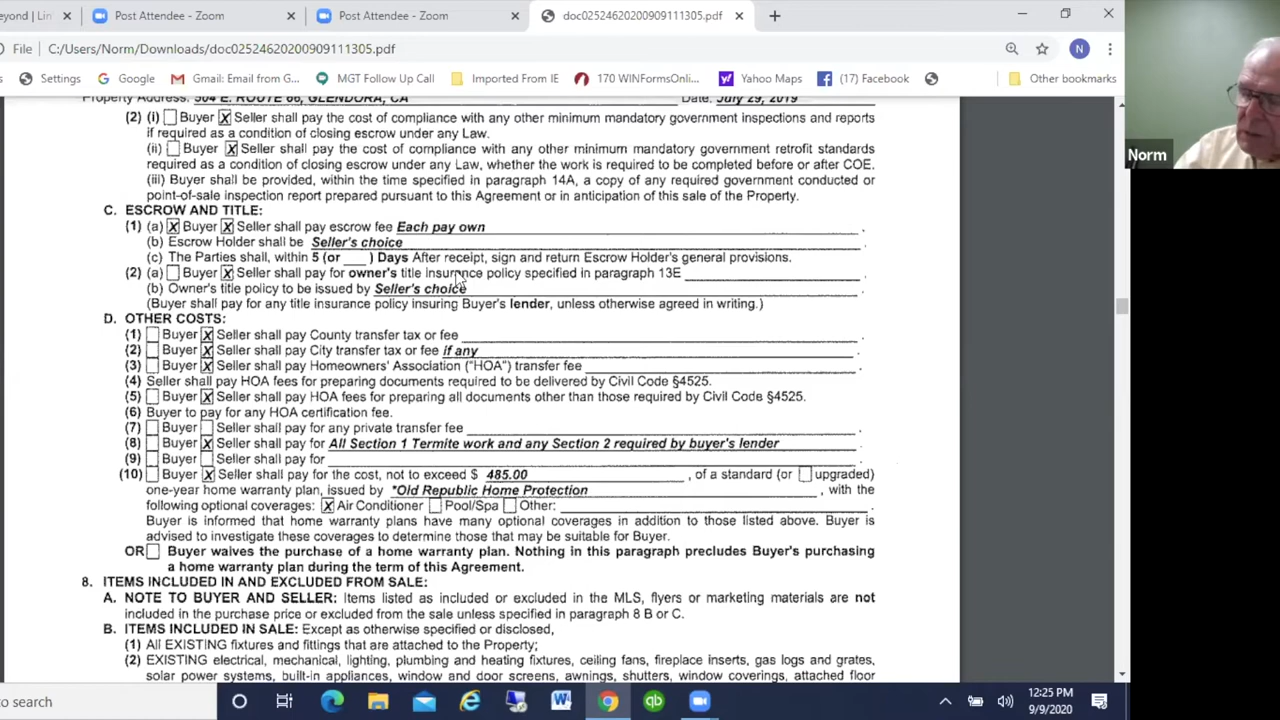 eyond | Lin
Post Attendee - Zoom
Post Attendee - Zoom
doc02524620200909111305.pdf
File
C:/Users/Norm/Downloads/doc02524620200909111305.pdf
N
Settings
Google
Gmail: Email from G...
MGT Follow Up Call
Imported From IE
170 WINFormsOnli...
Yahoo Maps
(17) Facebook
Other bookmarks
Property Address: 504 E. ROUTE 66, GLENDORA, CA Date: July 29, 2019
(2) (i) Buyer X Seller shall pay the cost of compliance with any other minimum mandatory government inspections and reports
if required as a condition of closing escrow under any Law.
(ii) Buyer X Seller shall pay the cost of compliance with any other minimum mandatory government retrofit standards
required as a condition of closing escrow under any Law, whether the work is required to be completed before or after COE.
(iii) Buyer shall be provided, within the time specified in paragraph 14A, a copy of any required government conducted or
point-of-sale inspection report prepared pursuant to this Agreement or in anticipation of this sale of the Property.
C. ESCROW AND TITLE:
(1) (a) X Buyer X Seller shall pay escrow fee Each pay own .
(b) Escrow Holder shall be Seller's choice .
(c) The Parties shall, within 5 (or ___ ) Days After receipt, sign and return Escrow Holder's general provisions.
(2) (a) Buyer X Seller shall pay for owner's title insurance policy specified in paragraph 13E .
(b) Owner's title policy to be issued by Seller's choice .
(Buyer shall pay for any title insurance policy insuring Buyer's lender, unless otherwise agreed in writing.)
D. OTHER COSTS:
(1) Buyer X Seller shall pay County transfer tax or fee .
(2) Buyer X Seller shall pay City transfer tax or fee if any .
(3) Buyer X Seller shall pay Homeowners' Association ("HOA") transfer fee .
(4) Seller shall pay HOA fees for preparing documents required to be delivered by Civil Code §4525.
(5) Buyer X Seller shall pay HOA fees for preparing all documents other than those required by Civil Code §4525.
(6) Buyer to pay for any HOA certification fee.
(7) Buyer Seller shall pay for any private transfer fee .
(8) Buyer X Seller shall pay for All Section 1 Termite work and any Section 2 required by buyer's lender .
(9) Buyer Seller shall pay for .
(10) Buyer X Seller shall pay for the cost, not to exceed $ 485.00 , of a standard (or upgraded)
one-year home warranty plan, issued by *Old Republic Home Protection , with the
following optional coverages: X Air Conditioner Pool/Spa Other: .
Buyer is informed that home warranty plans have many optional coverages in addition to those listed above. Buyer is
advised to investigate these coverages to determine those that may be suitable for Buyer.
OR Buyer waives the purchase of a home warranty plan. Nothing in this paragraph precludes Buyer's purchasing
a home warranty plan during the term of this Agreement.
8. ITEMS INCLUDED IN AND EXCLUDED FROM SALE:
A. NOTE TO BUYER AND SELLER: Items listed as included or excluded in the MLS, flyers or marketing materials are not
included in the purchase price or excluded from the sale unless specified in paragraph 8 B or C.
B. ITEMS INCLUDED IN SALE: Except as otherwise specified or disclosed,
(1) All EXISTING fixtures and fittings that are attached to the Property;
(2) EXISTING electrical, mechanical, lighting, plumbing and heating fixtures, ceiling fans, fireplace inserts, gas logs and grates,
solar power systems, built-in appliances, window and door screens, awnings, shutters, window coverings, attached floor
Norm
to search
12:25 PM
9/9/2020